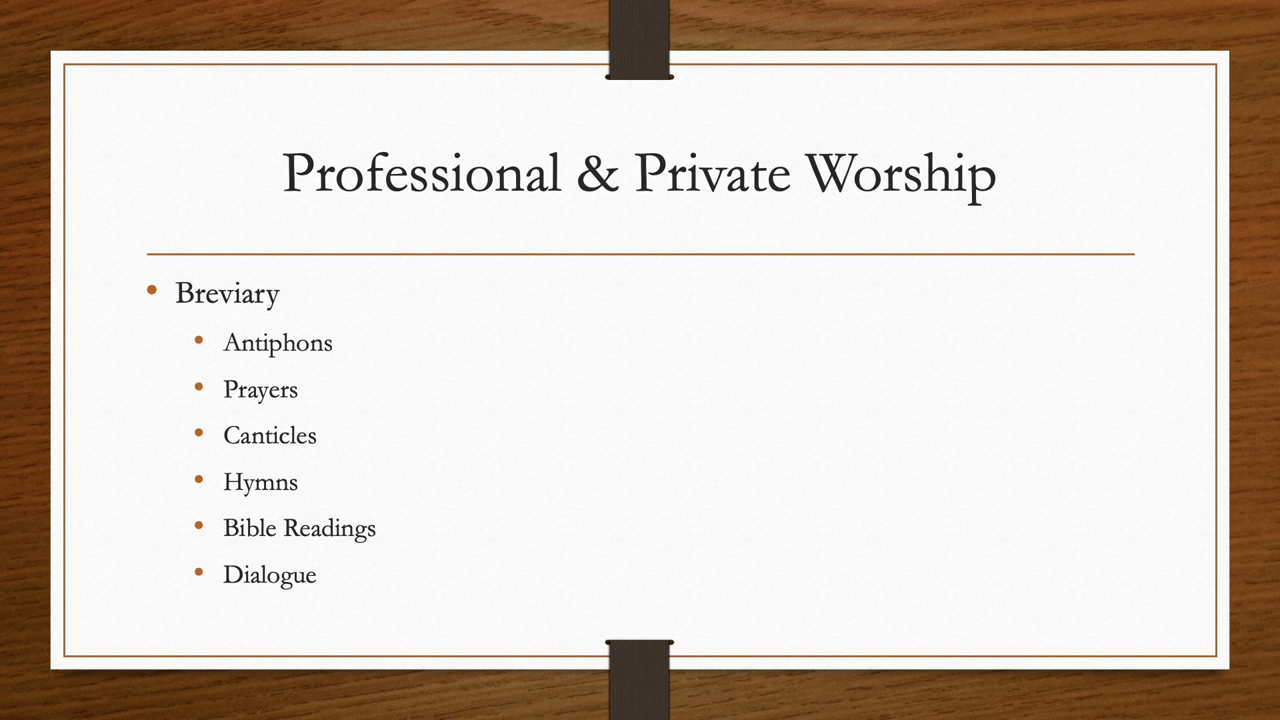 Professional & Private Worship
• Breviary
• Antiphons
• Prayers
• Canticles
• Hymns
• Bible Readings
• Dialogue